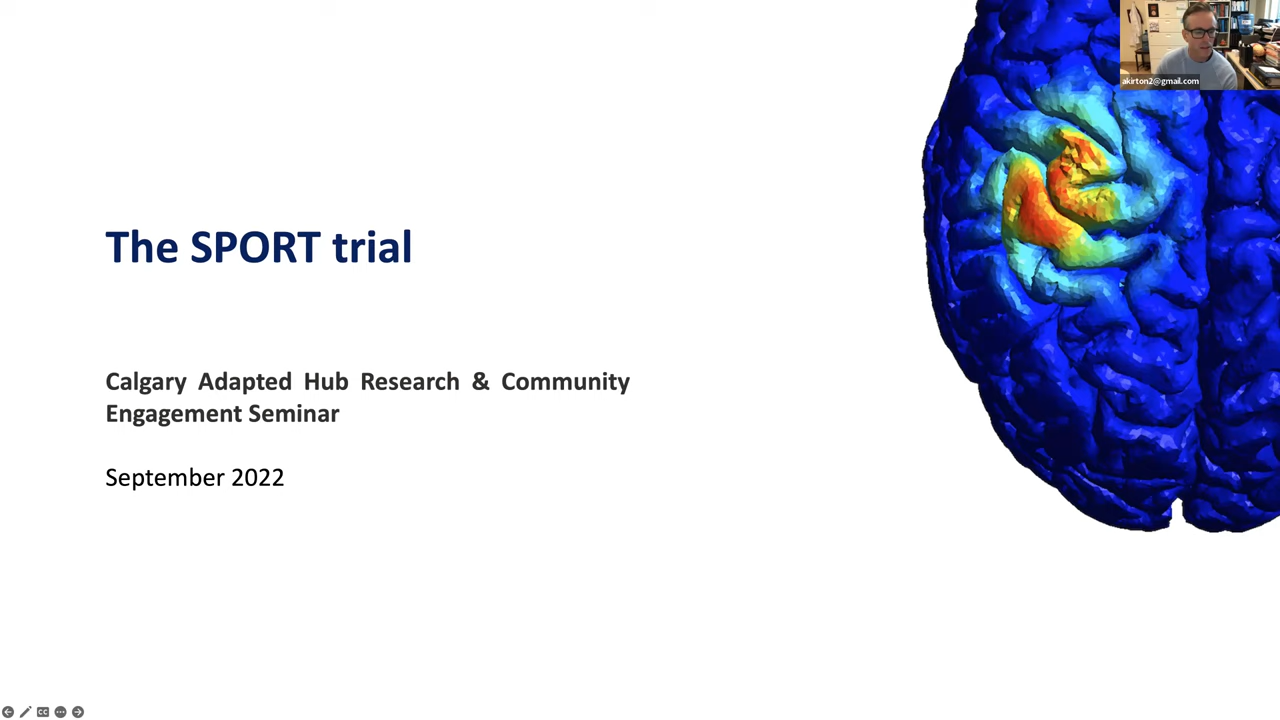 akirton2@gmail.com
The SPORT trial
Calgary Adapted Hub Research & Community
Engagement Seminar
September 2022